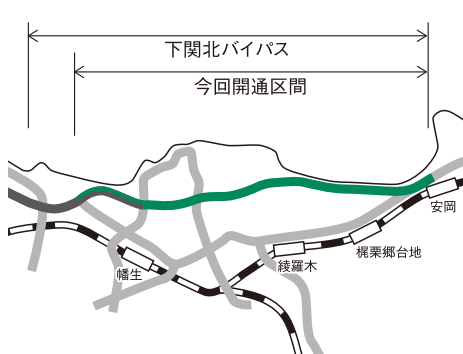 下関北バイパス
今回開通区間
安岡
梶栗郷台地
綾羅木
幡生